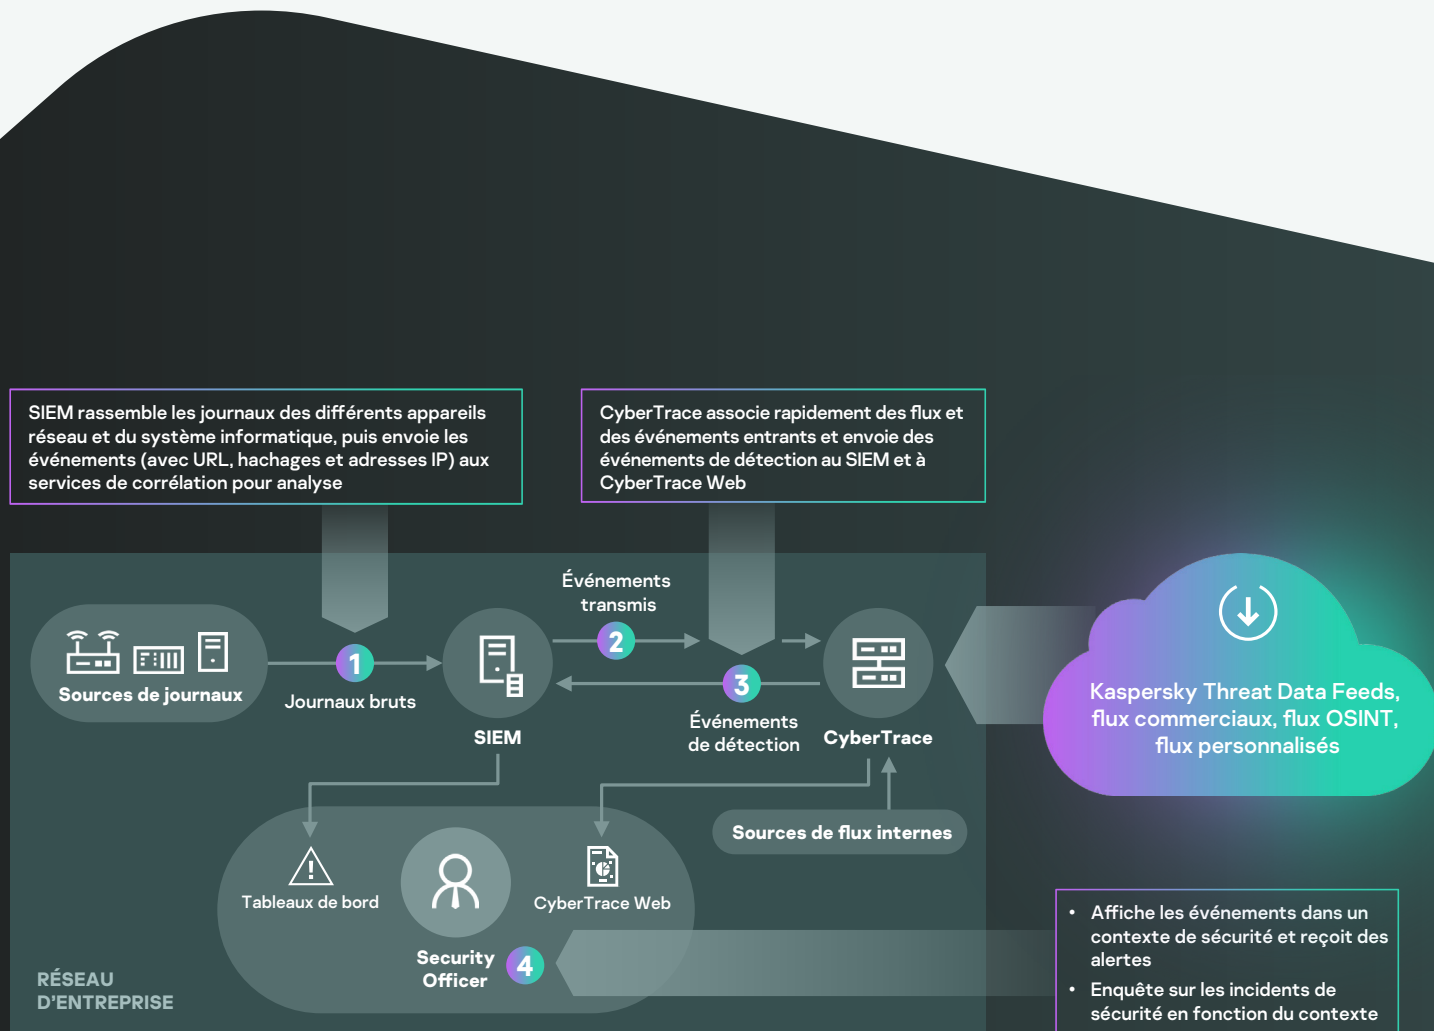 SIEM rassemble les journaux des différents appareils
réseau et du système informatique, puis envoie les
événements (avec URL, hachages et adresses IP) aux
services de corrélation pour analyse
CyberTrace associe rapidement des flux et
des événements entrants et envoie des
événements de détection au SIEM et à
CyberTrace Web
Sources de journaux
1
Journaux bruts
SIEM
Événements
transmis
2
3
Événements
de détection
CyberTrace
Kaspersky Threat Data Feeds,
flux commerciaux, flux OSINT,
flux personnalisés
Sources de flux internes
Tableaux de bord
CyberTrace Web
Security
Officer
4
RÉSEAU
D'ENTREPRISE
• Affiche les événements dans un
contexte de sécurité et reçoit des
alertes
• Enquête sur les incidents de
sécurité en fonction du contexte